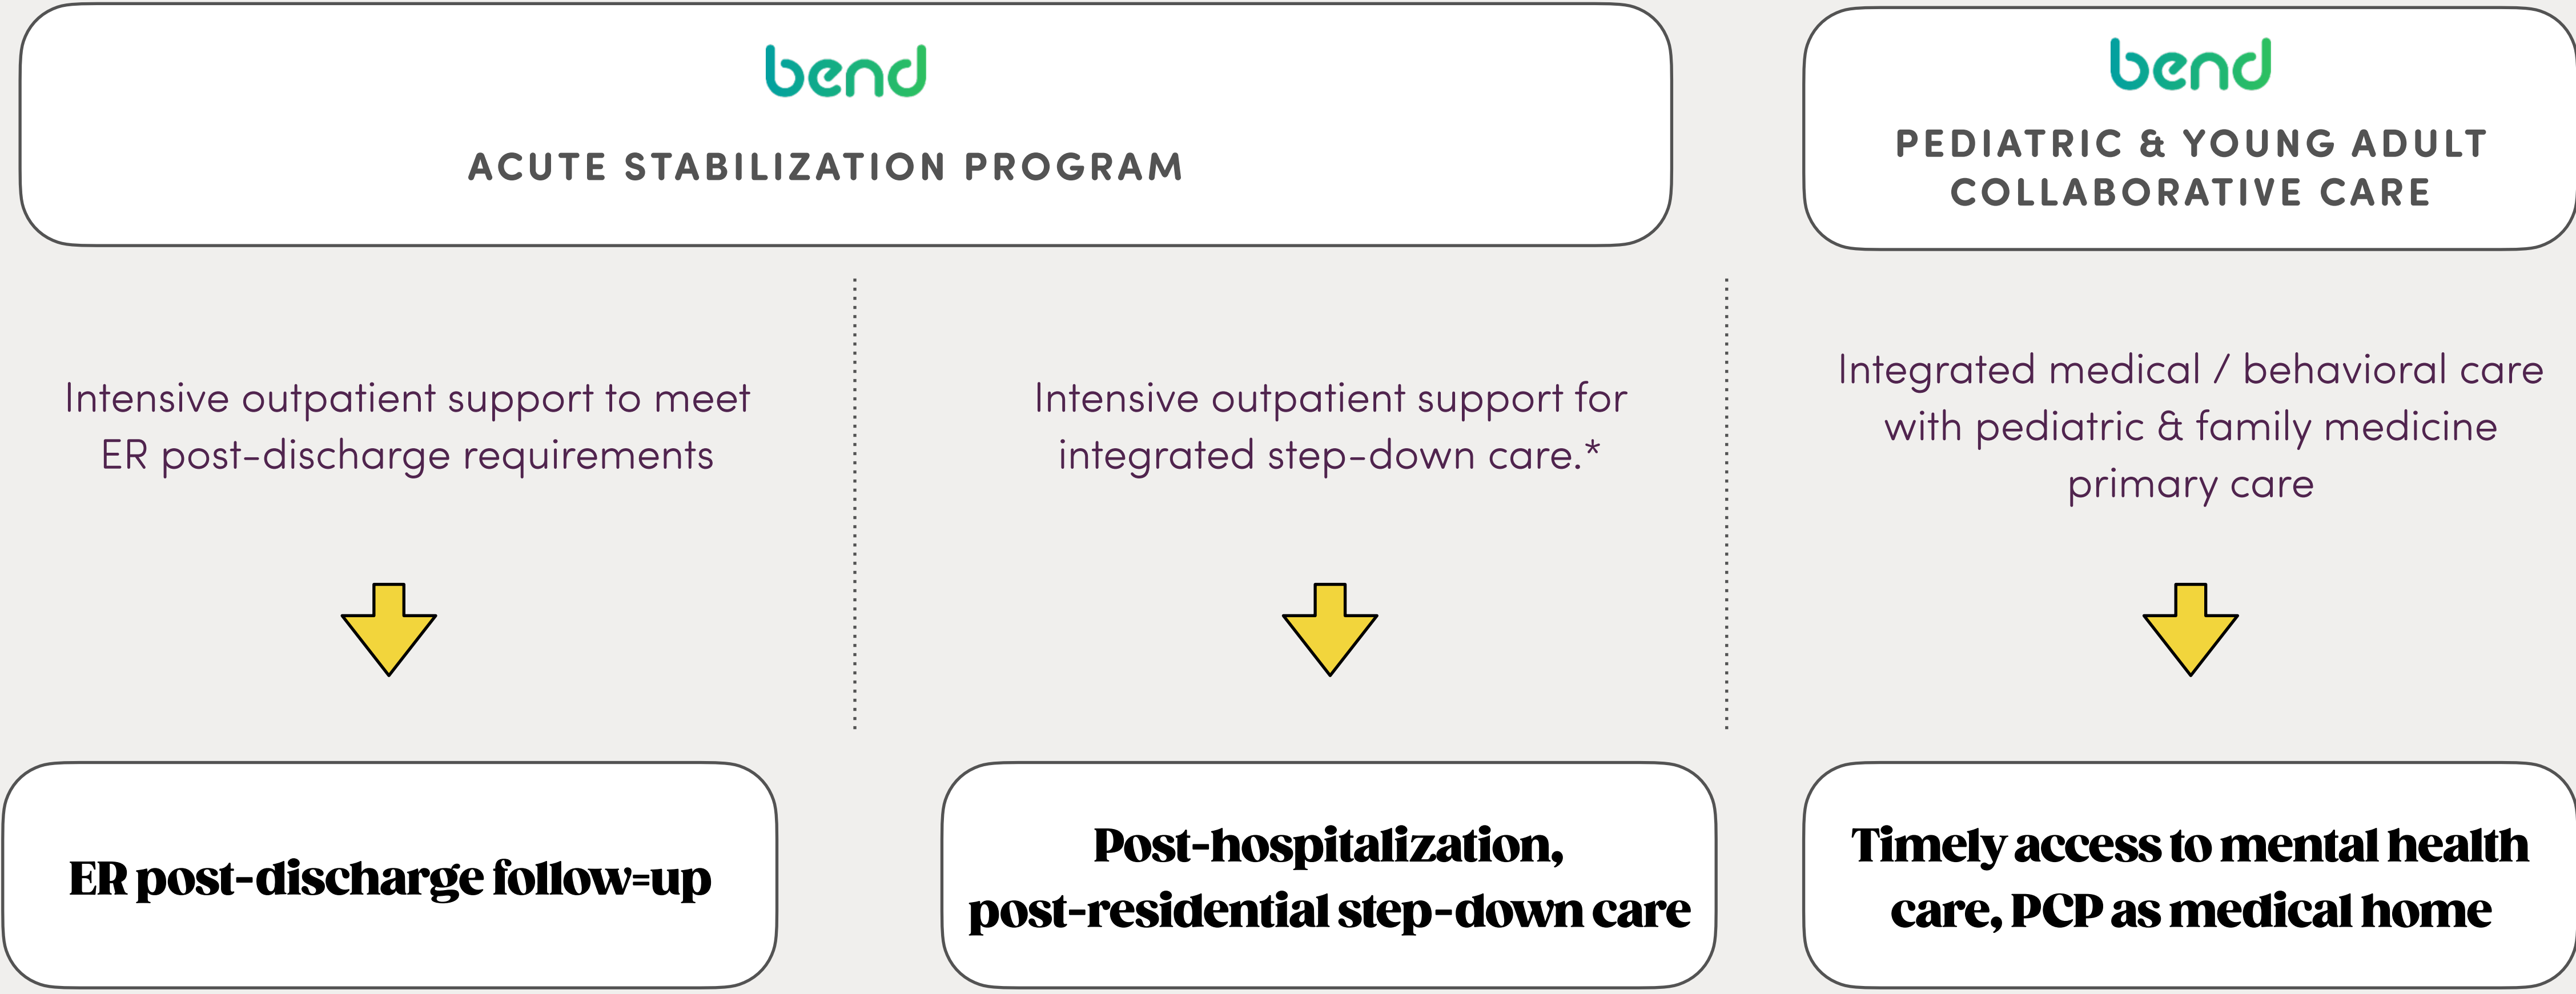 bend
ACUTE STABILIZATION PROGRAM
bend
PEDIATRIC & YOUNG ADULT
COLLABORATIVE CARE
Intensive outpatient support to meet
ER post-discharge requirements
Intensive outpatient support for
integrated step-down care.*
Integrated medical / behavioral care
with pediatric & family medicine
primary care
ER post-discharge follow=up
Post-hospitalization,
post-residential step-down care
Timely access to mental health
care, PCP as medical home